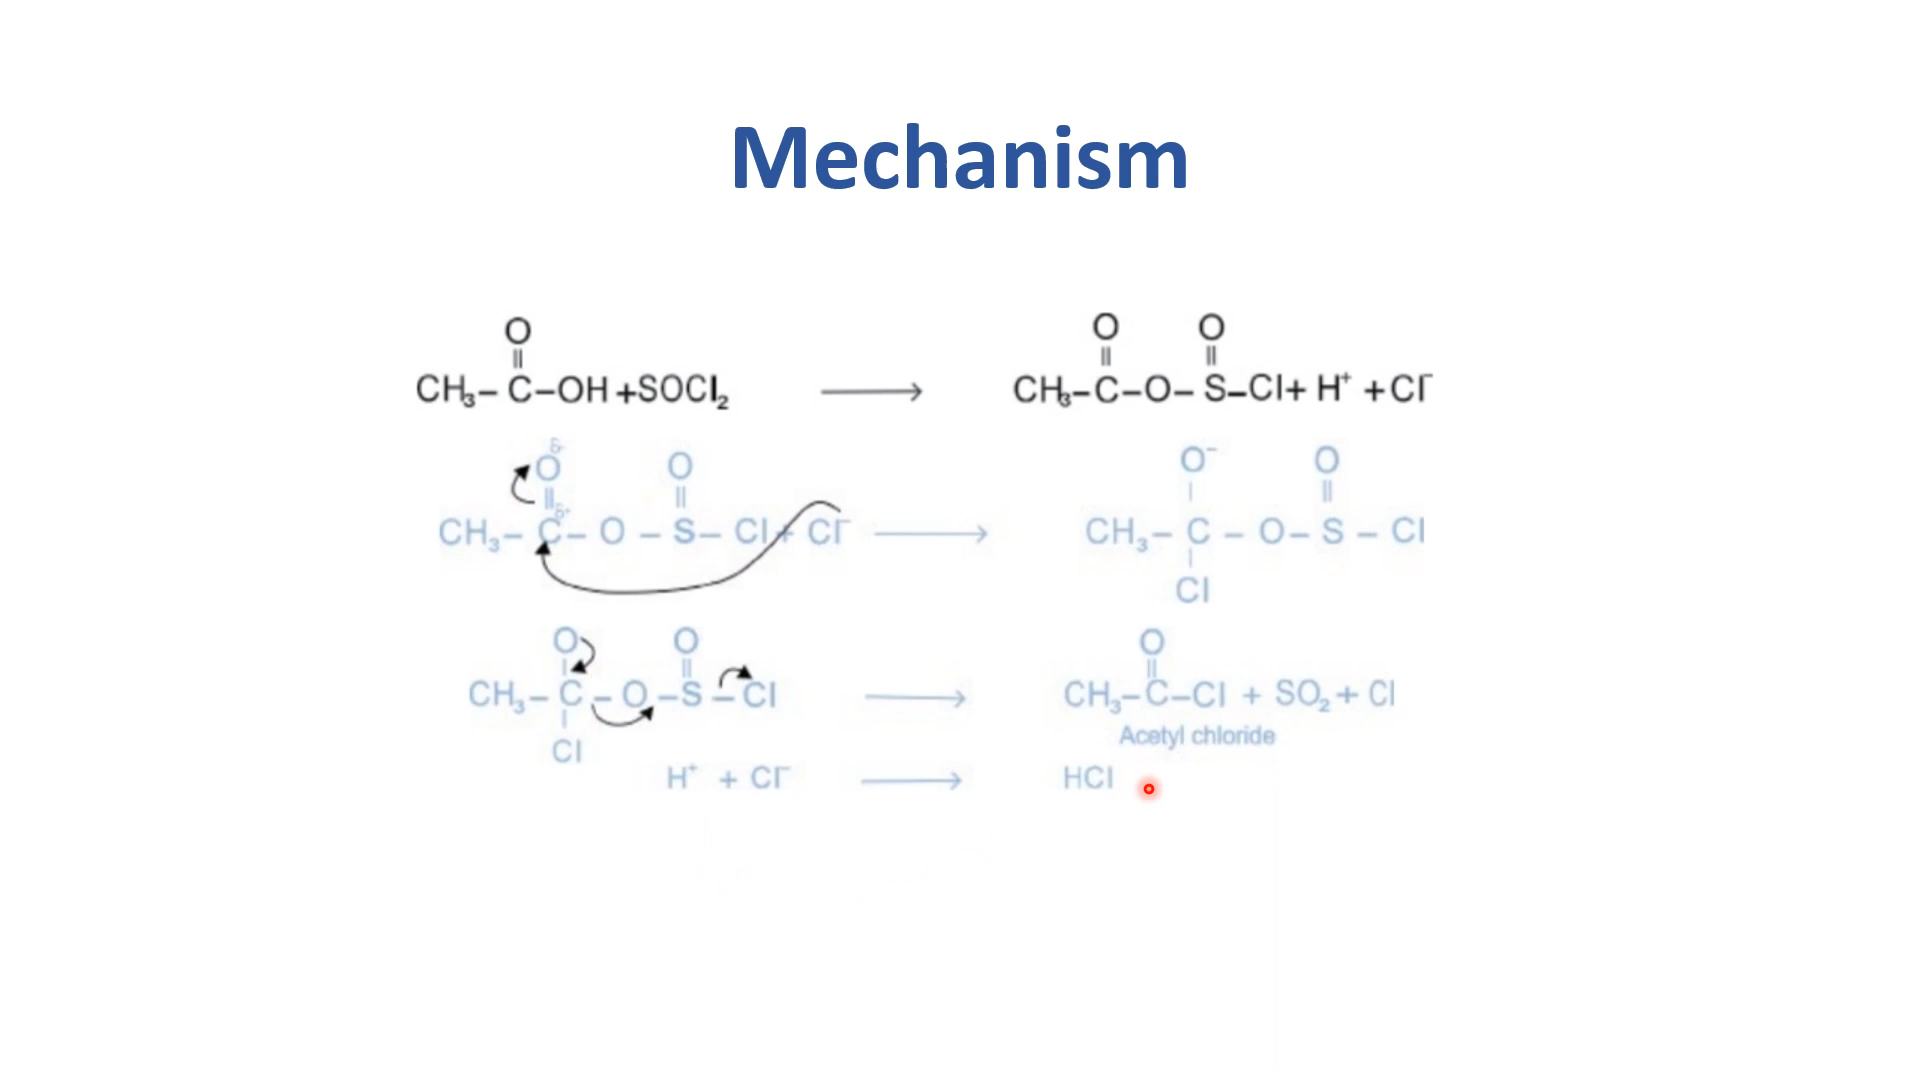 Mechanism
O O O
|| || ||
CH₃– C–OH +SOCl₂ ⟶ CH₃–C–O– S–Cl+ H⁺ +Cl⁻
δ-
O O O⁻ O
|| δ+ || | ||
CH₃– C– O – S– Cl+ Cl⁻ ⟶ CH₃– C – O– S – Cl
|
Cl
O O O
| || ||
CH₃– C – O –S – Cl ⟶ CH₃–C–Cl + SO₂ + Cl
| Acetyl chloride
Cl
H⁺ + Cl⁻ ⟶ HCl